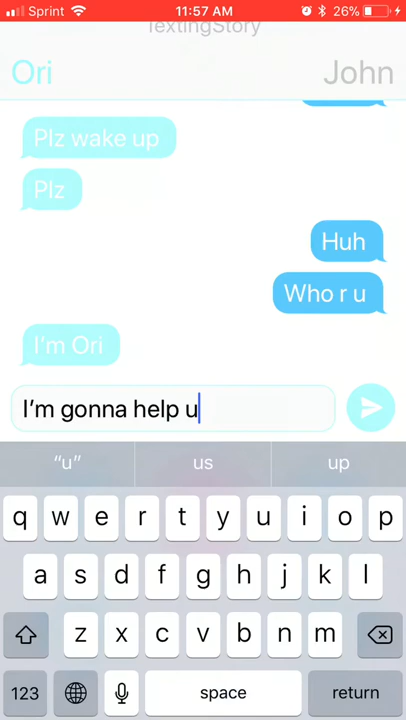 Sprint 11:57 AM 26%
TextingStory
Ori John
Plz wake up
Plz
Huh
Who r u
I'm Ori
I'm gonna help u
“u” us up
q w e r t y u i o p
a s d f g h j k l
z x c v b n m
123 space return